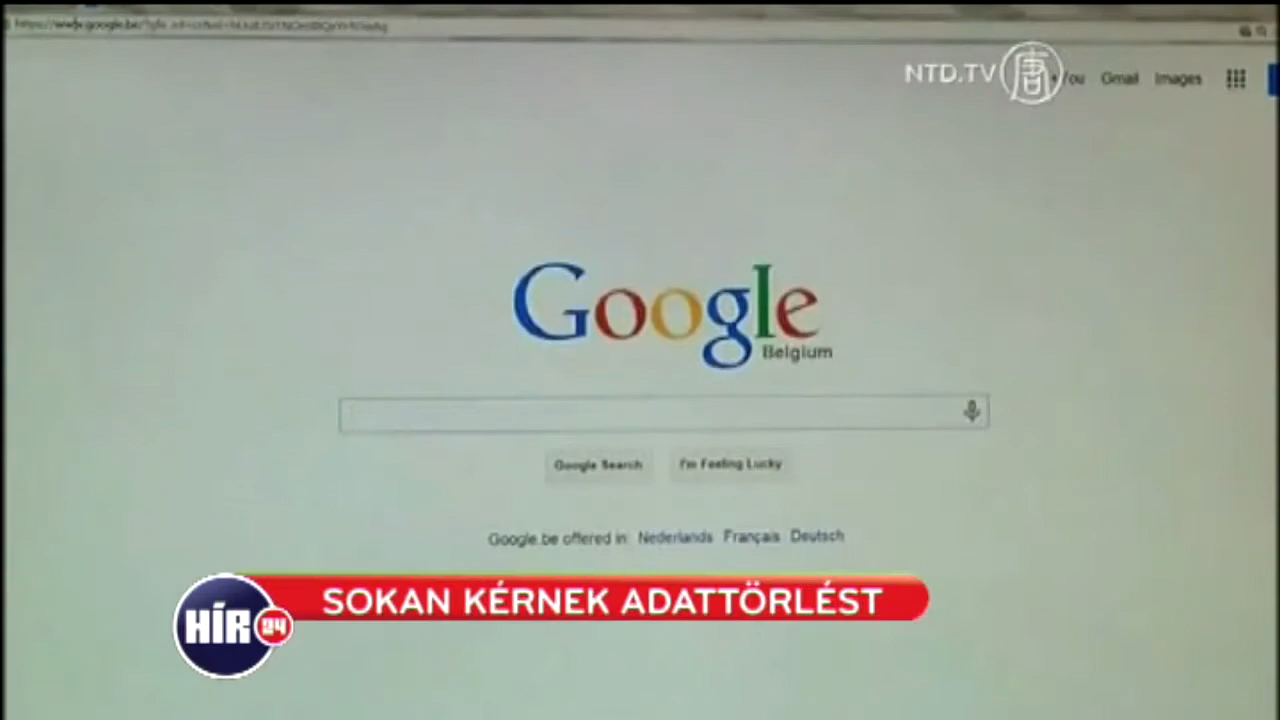 NTD.TV 唐
Gmail Images
Google
Belgium
Google Search I'm Feeling Lucky
Google.be offered in: Nederlands Français Deutsch
SOKAN KÉRNEK ADATTÖRLÉST
HÍR 24